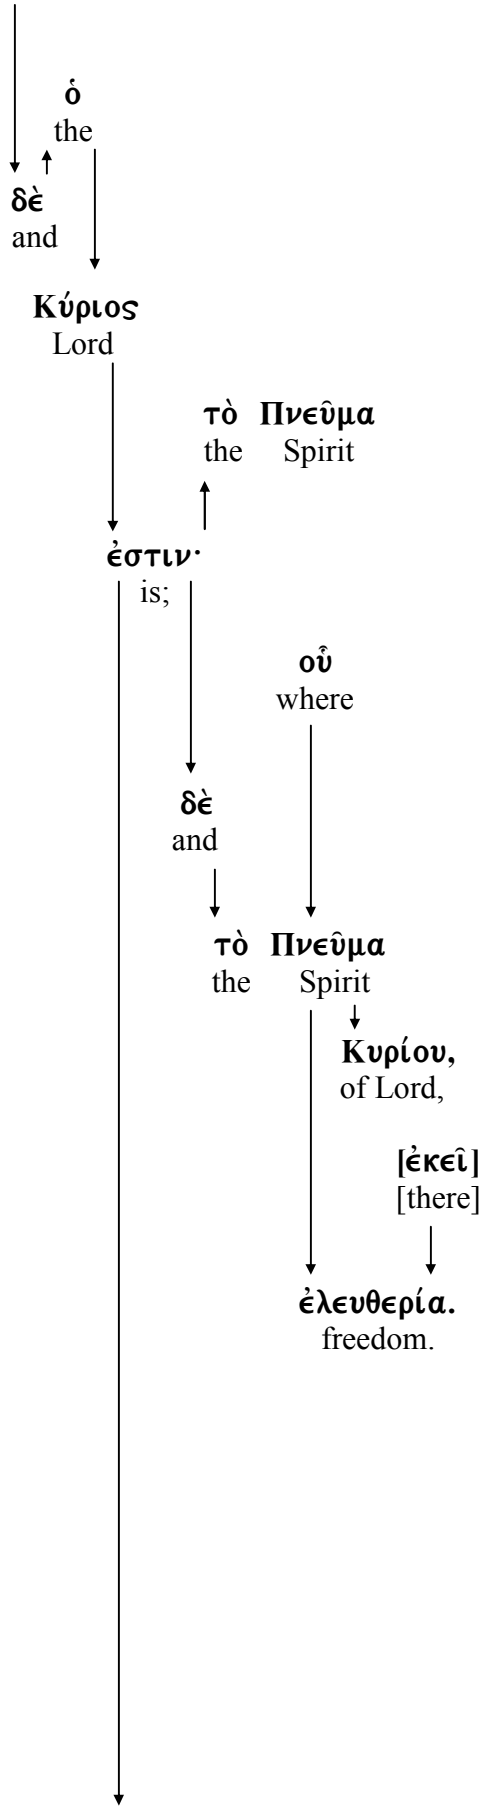 ὁ
the
δὲ
and
Κύριος
Lord
τὸ Πνεῦμα
the Spirit
ἐστιν·
is;
οὗ
where
δὲ
and
τὸ Πνεῦμα
the Spirit
Κυρίου,
of Lord,
[ἐκεῖ]
[there]
ἐλευθερία.
freedom.